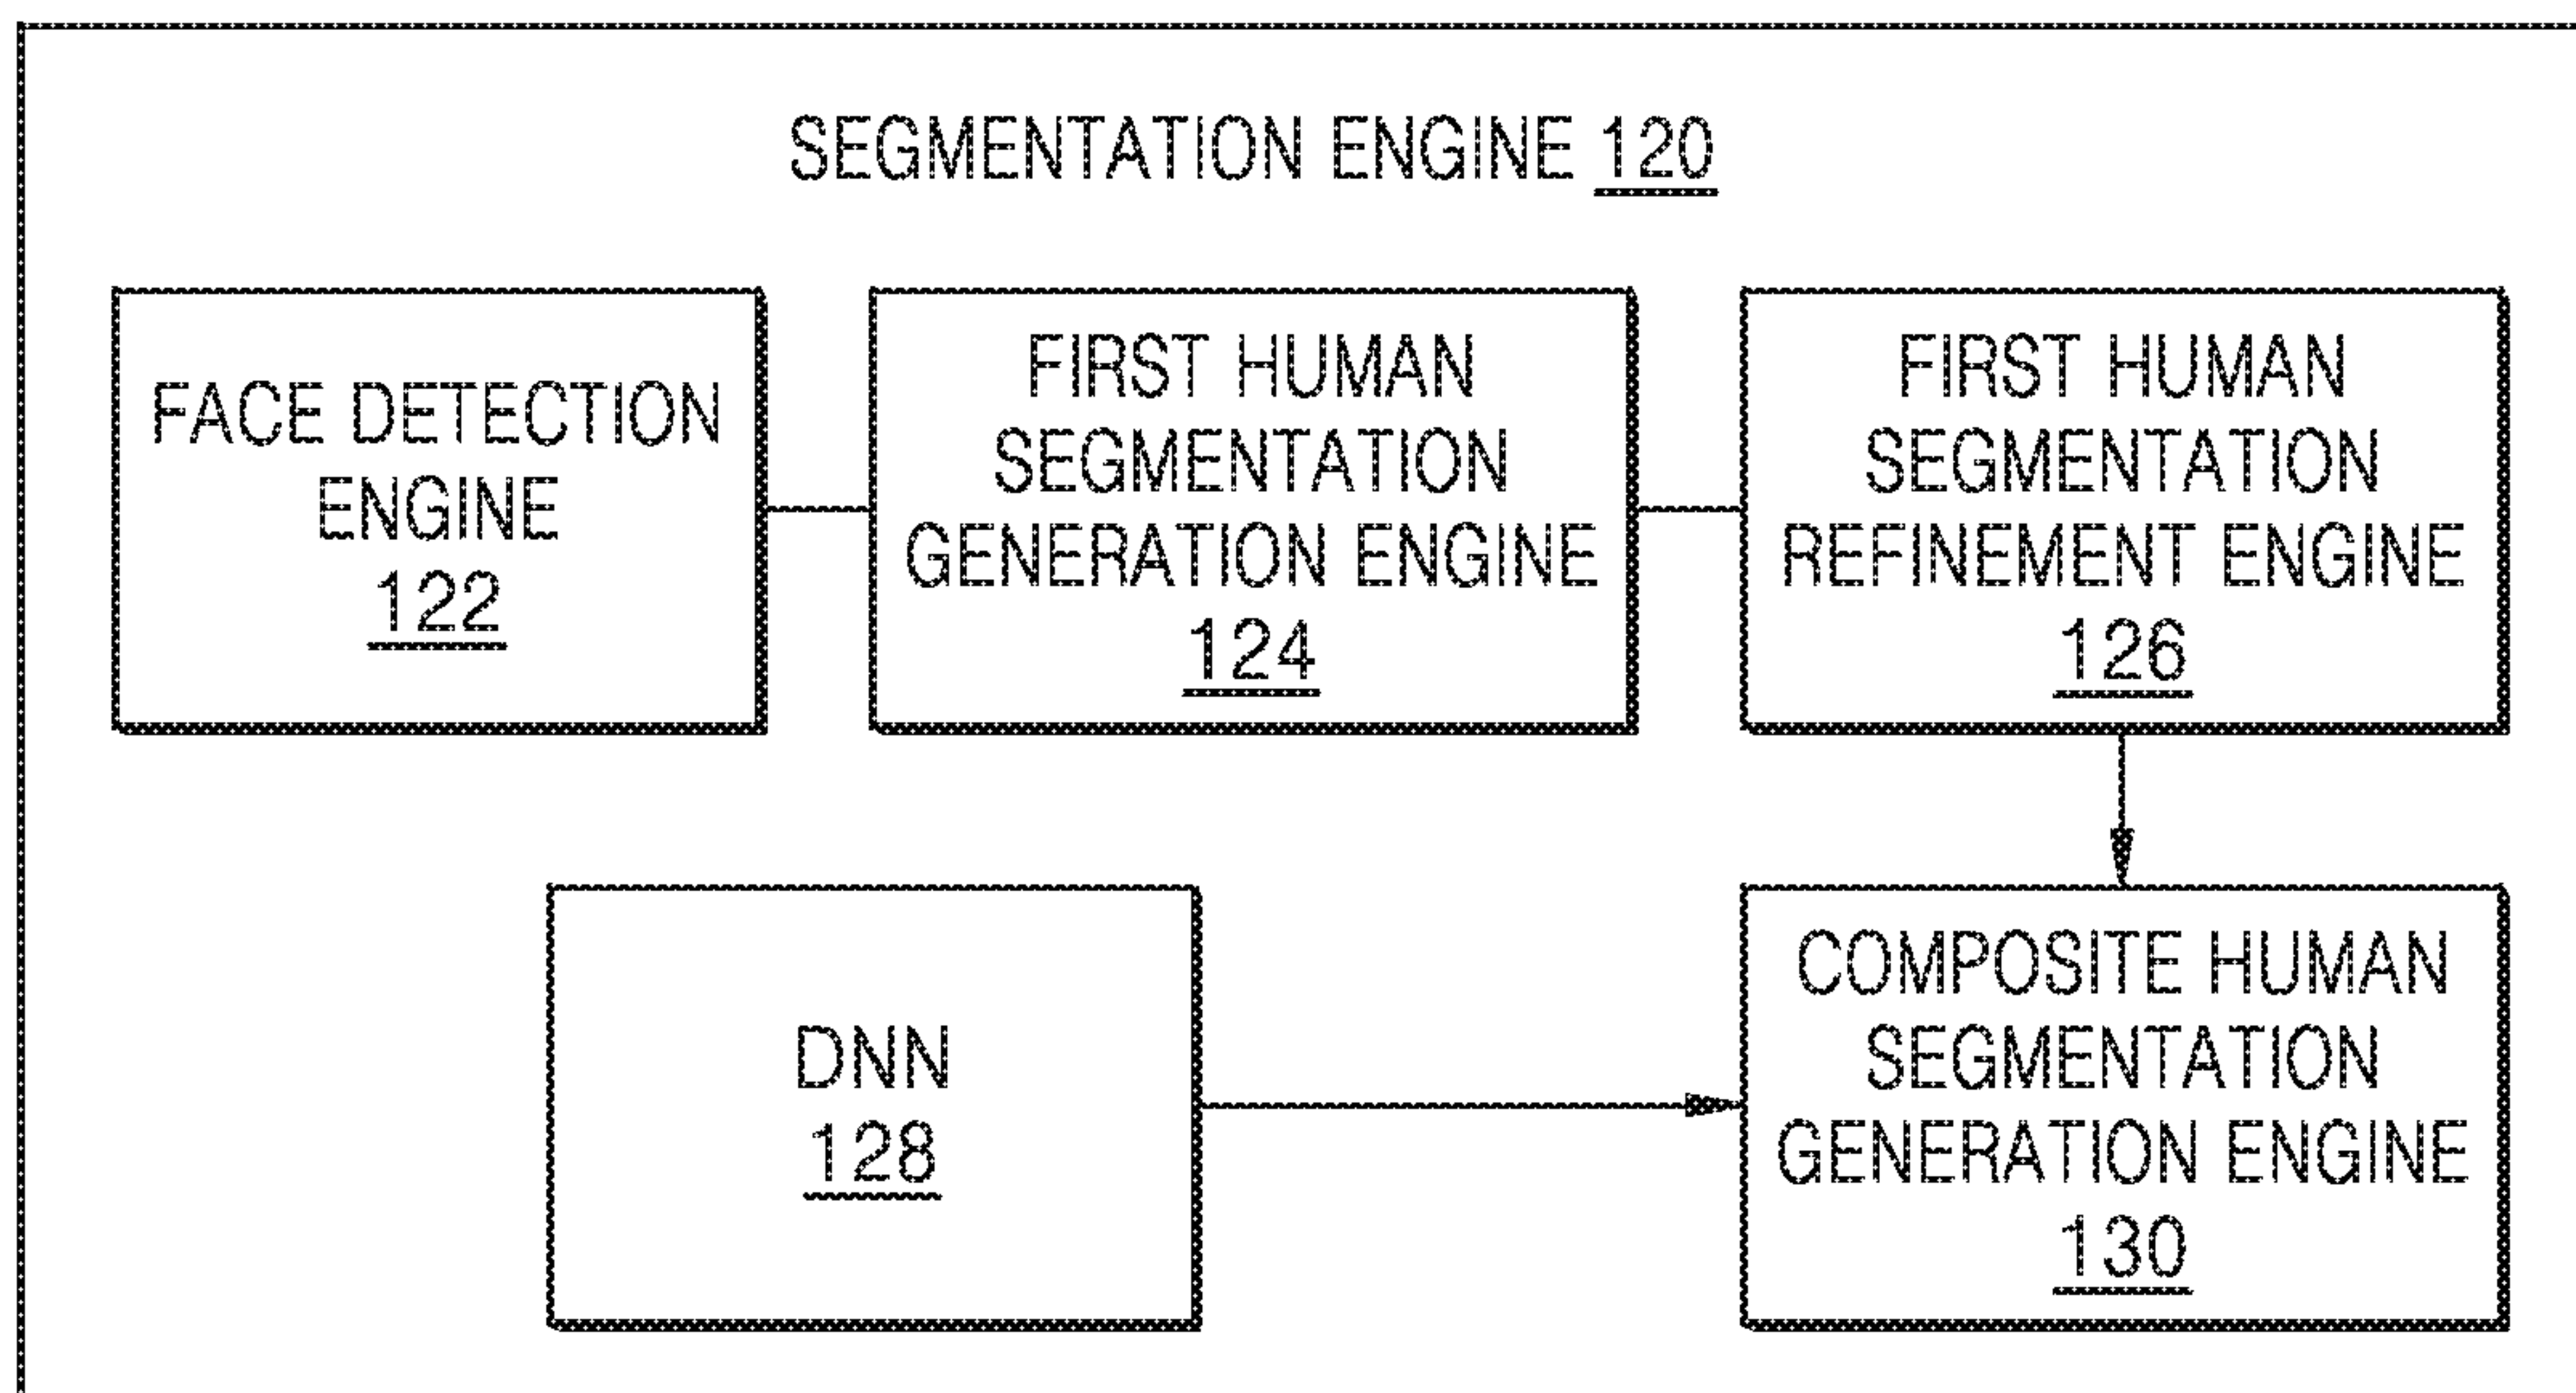 SEGMENTATION ENGINE 120
FACE DETECTION
ENGINE
122
FIRST HUMAN
SEGMENTATION
GENERATION ENGINE
124
FIRST HUMAN
SEGMENTATION
REFINEMENT ENGINE
126
DNN
128
COMPOSITE HUMAN
SEGMENTATION
GENERATION ENGINE
130